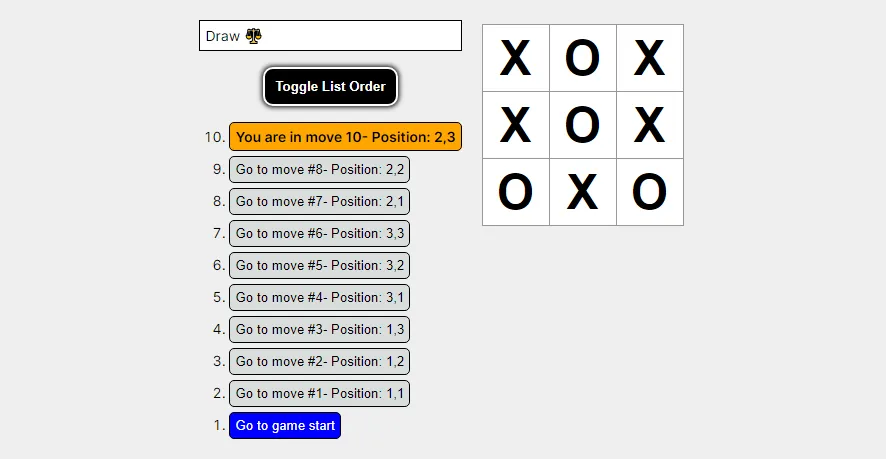 Draw ⚖
Toggle List Order
10. You are in move 10- Position: 2,3
9. Go to move #8- Position: 2,2
8. Go to move #7- Position: 2,1
7. Go to move #6- Position: 3,3
6. Go to move #5- Position: 3,2
5. Go to move #4- Position: 3,1
4. Go to move #3- Position: 1,3
3. Go to move #2- Position: 1,2
2. Go to move #1- Position: 1,1
1. Go to game start
X O X
X O X
O X O